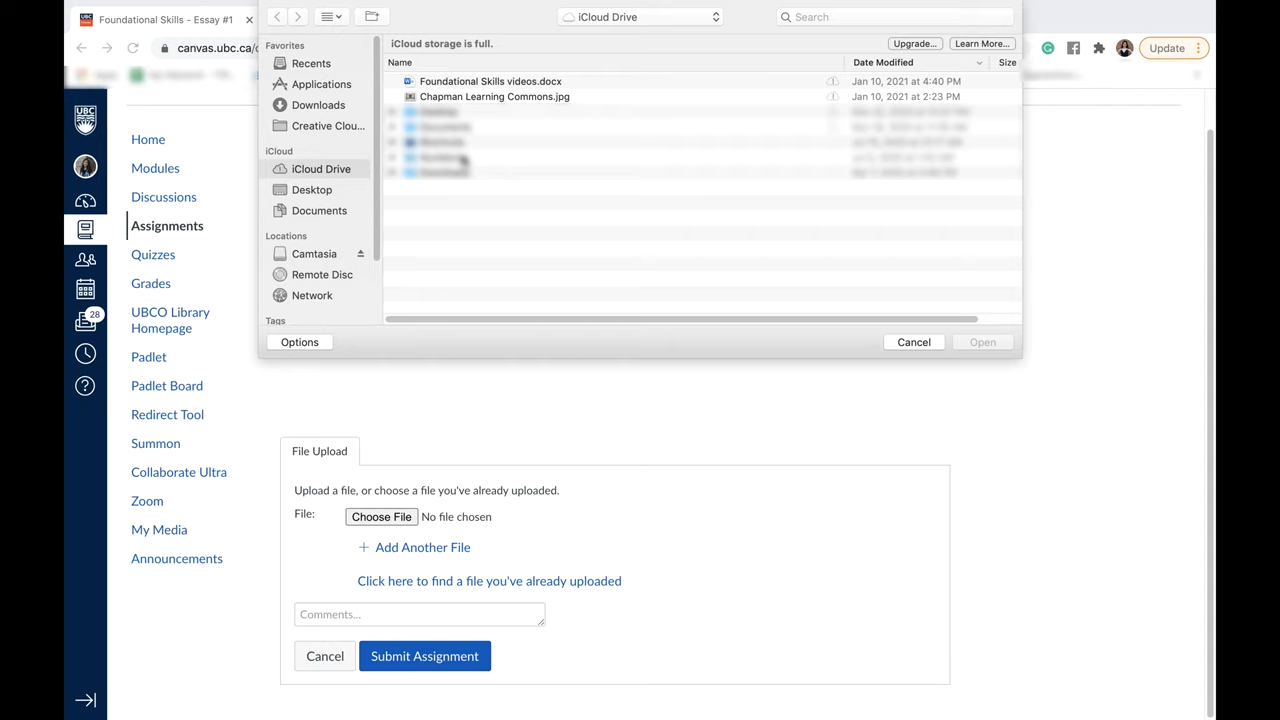 Foundational Skills - Essay #1
iCloud Drive
Search
canvas.ubc.ca/c
Update
Favorites
Recents
Applications
Downloads
Creative Clou...
iCloud
iCloud Drive
Desktop
Documents
Locations
Camtasia
Remote Disc
Network
Tags
iCloud storage is full.
Upgrade...
Learn More...
Name
Date Modified
Size
Foundational Skills videos.docx
Jan 10, 2021 at 4:40 PM
Chapman Learning Commons.jpg
Jan 10, 2021 at 2:23 PM
Options
Cancel
Open
UBC
28
Home
Modules
Discussions
Assignments
Quizzes
Grades
UBCO Library
Homepage
Padlet
Padlet Board
Redirect Tool
Summon
Collaborate Ultra
Zoom
My Media
Announcements
File Upload
Upload a file, or choose a file you've already uploaded.
File:
Choose File No file chosen
+ Add Another File
Click here to find a file you've already uploaded
Comments...
Cancel
Submit Assignment